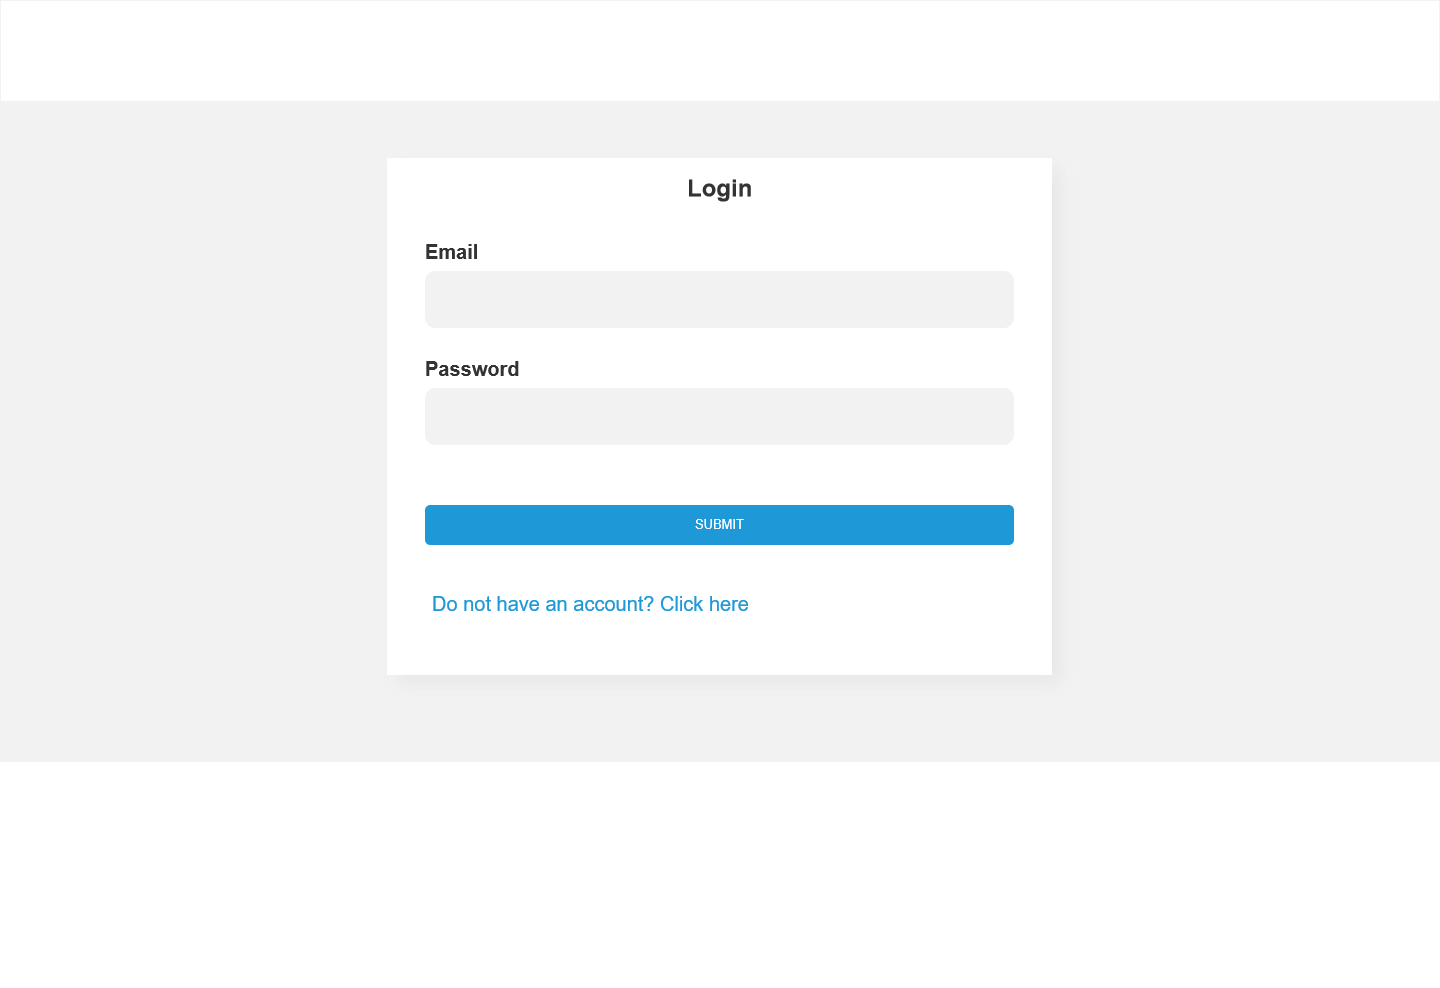 Login
Email
Password
SUBMIT
Do not have an account? Click here